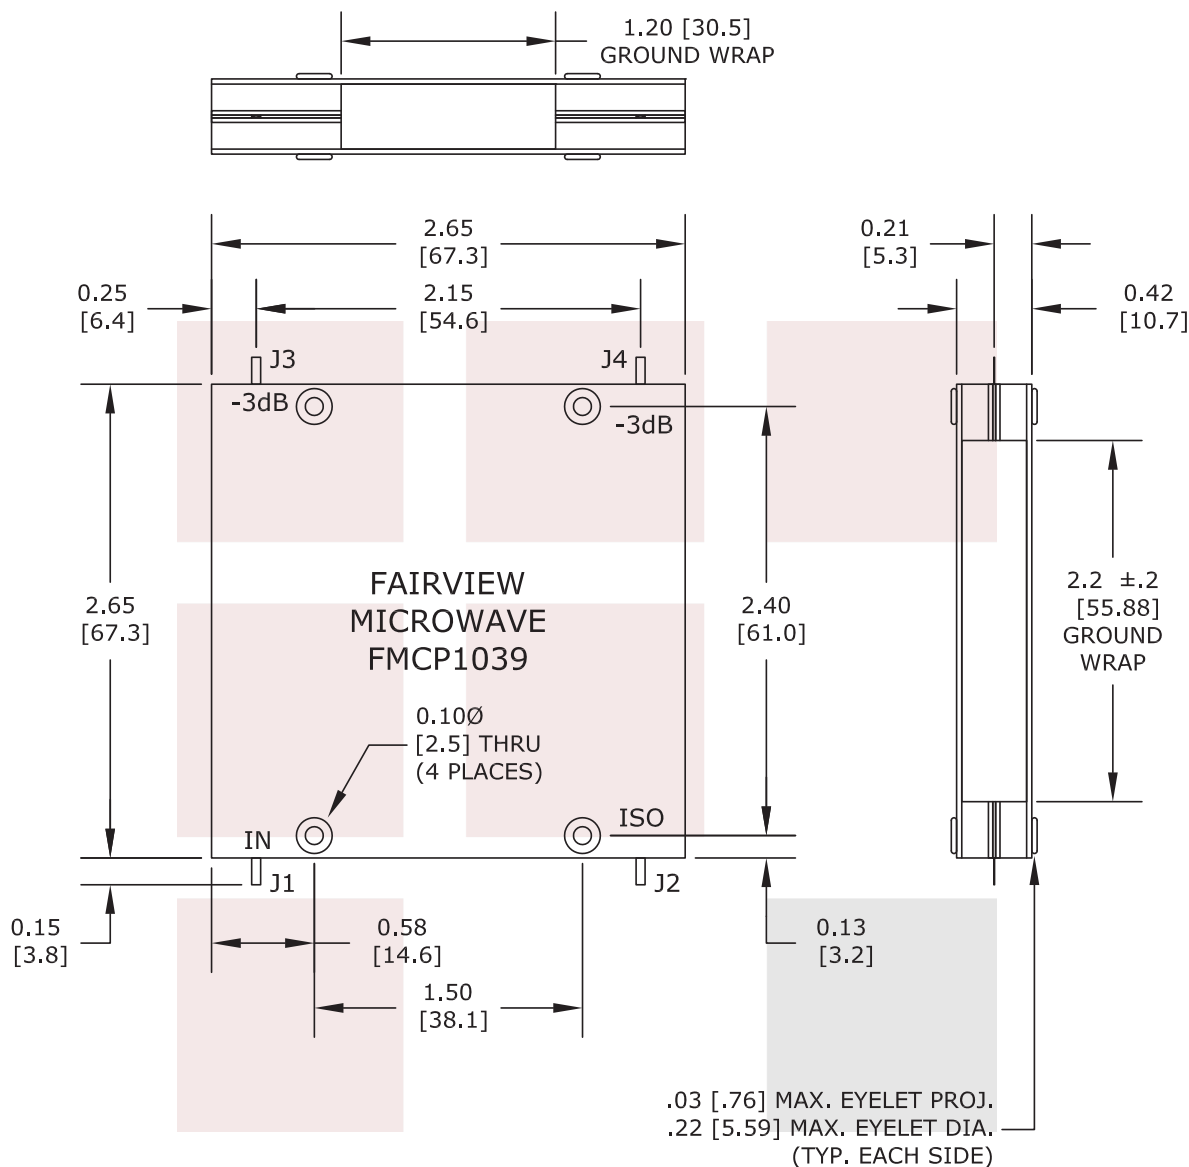 1.20 [30.5]
GROUND WRAP
2.65
[67.3]
0.21
[5.3]
0.25
[6.4]
2.15
[54.6]
0.42
[10.7]
J3
J4
-3dB
-3dB
FAIRVIEW
MICROWAVE
FMCP1039
2.65
[67.3]
2.40
[61.0]
2.2 ±.2
[55.88]
GROUND
WRAP
0.10Ø
[2.5] THRU
(4 PLACES)
IN
ISO
J1
J2
0.15
[3.8]
0.58
[14.6]
0.13
[3.2]
1.50
[38.1]
.03 [.76] MAX. EYELET PROJ.
.22 [5.59] MAX. EYELET DIA.
(TYP. EACH SIDE)